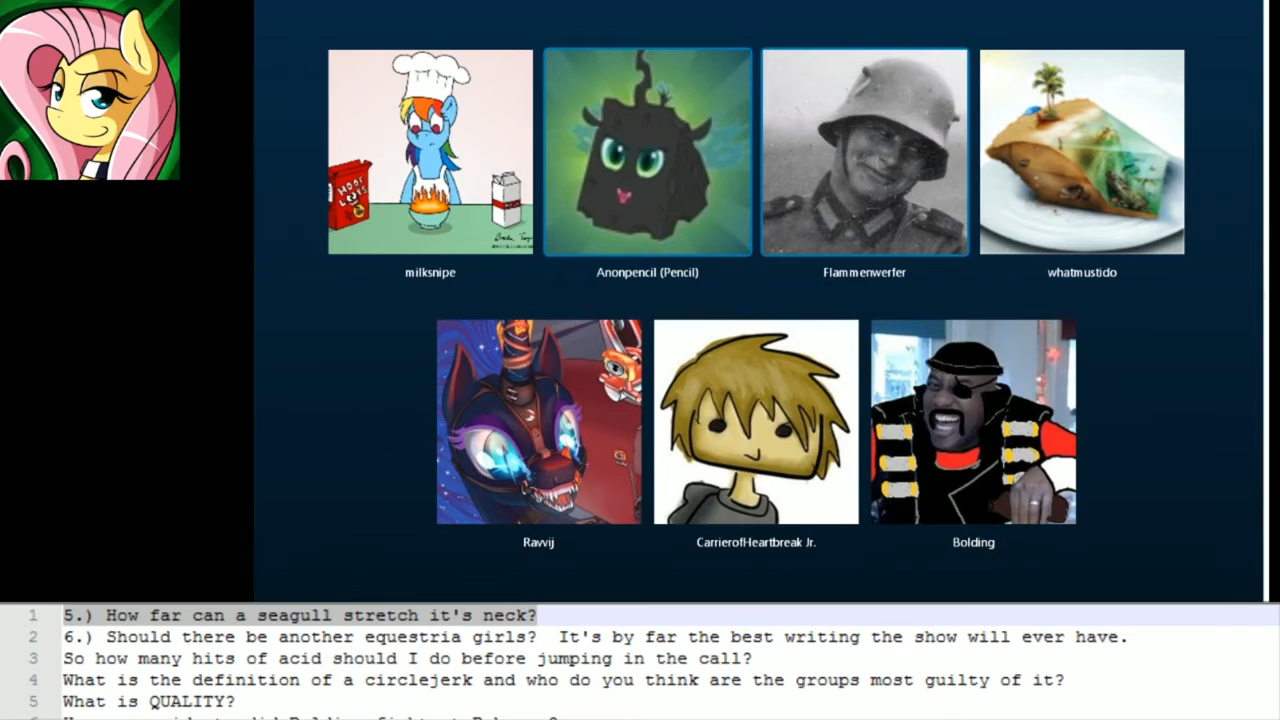 HOOF
milksnipe
Anonpencil (Pencil)
Flammenwerfer
whatmustido
Ravvij
CarrierofHeartbreak Jr.
Bolding
1 5.) How far can a seagull stretch it's neck?
2 6.) Should there be another equestria girls? It's by far the best writing the show will ever have.
3 So how many hits of acid should I do before jumping in the call?
4 What is the definition of a circlejerk and who do you think are the groups most guilty of it?
5 What is QUALITY?